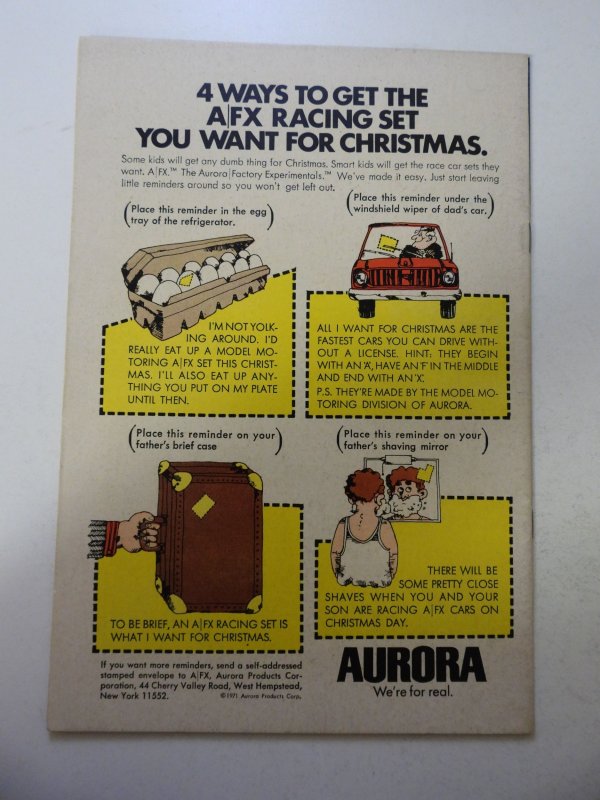 4 WAYS TO GET THE
A|FX RACING SET
YOU WANT FOR CHRISTMAS.
Some kids will get any dumb thing for Christmas. Smart kids will get the race car sets they
want. A|FX.™ The Aurora|Factory Experimentals.™ We've made it easy. Just start leaving
little reminders around so you won't get left out.
(Place this reminder in the egg
tray of the refrigerator.)
I'M NOT YOLK-
ING AROUND. I'D
REALLY EAT UP A MODEL MO-
TORING A|FX SET THIS CHRIST-
MAS. I'LL ALSO EAT UP ANY-
THING YOU PUT ON MY PLATE
UNTIL THEN.
(Place this reminder under the
windshield wiper of dad's car.)
ALL I WANT FOR CHRISTMAS ARE THE
FASTEST CARS YOU CAN DRIVE WITH-
OUT A LICENSE. HINT: THEY BEGIN
WITH AN 'A', HAVE AN 'F' IN THE MIDDLE
AND END WITH AN 'X'.
P.S. THEY'RE MADE BY THE MODEL MO-
TORING DIVISION OF AURORA.
(Place this reminder on your
father's brief case)
TO BE BRIEF, AN A|FX RACING SET IS
WHAT I WANT FOR CHRISTMAS.
(Place this reminder on your
father's shaving mirror)
THERE WILL BE
SOME PRETTY CLOSE
SHAVES WHEN YOU AND YOUR
SON ARE RACING A|FX CARS ON
CHRISTMAS DAY.
If you want more reminders, send a self-addressed
stamped envelope to A|FX, Aurora Products Cor-
poration, 44 Cherry Valley Road, West Hempstead,
New York 11552.
©1971 Aurora Products Corp.
AURORA
We're for real.